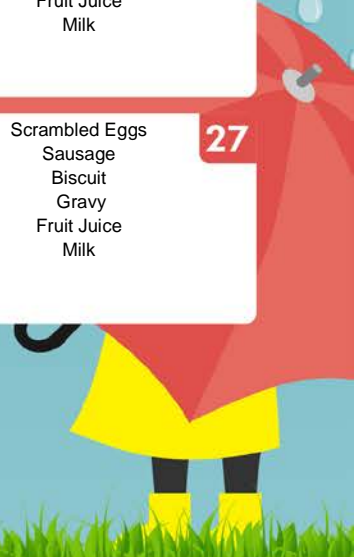 Fruit Juice
Milk
Scrambled Eggs
27
Sausage
Biscuit
Gravy
Fruit Juice
Milk